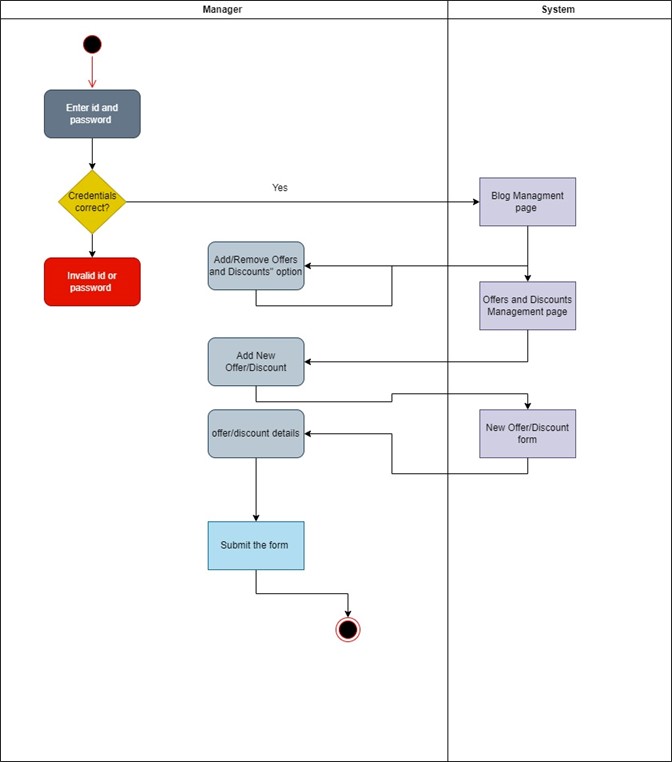 Manager
System
Enter id and
password
Credentials
correct?
Yes
Blog Managment
page
Add/Remove Offers
and Discounts" option
Invalid id or
password
Offers and Discounts
Management page
Add New
Offer/Discount
offer/discount details
New Offer/Discount
form
Submit the form